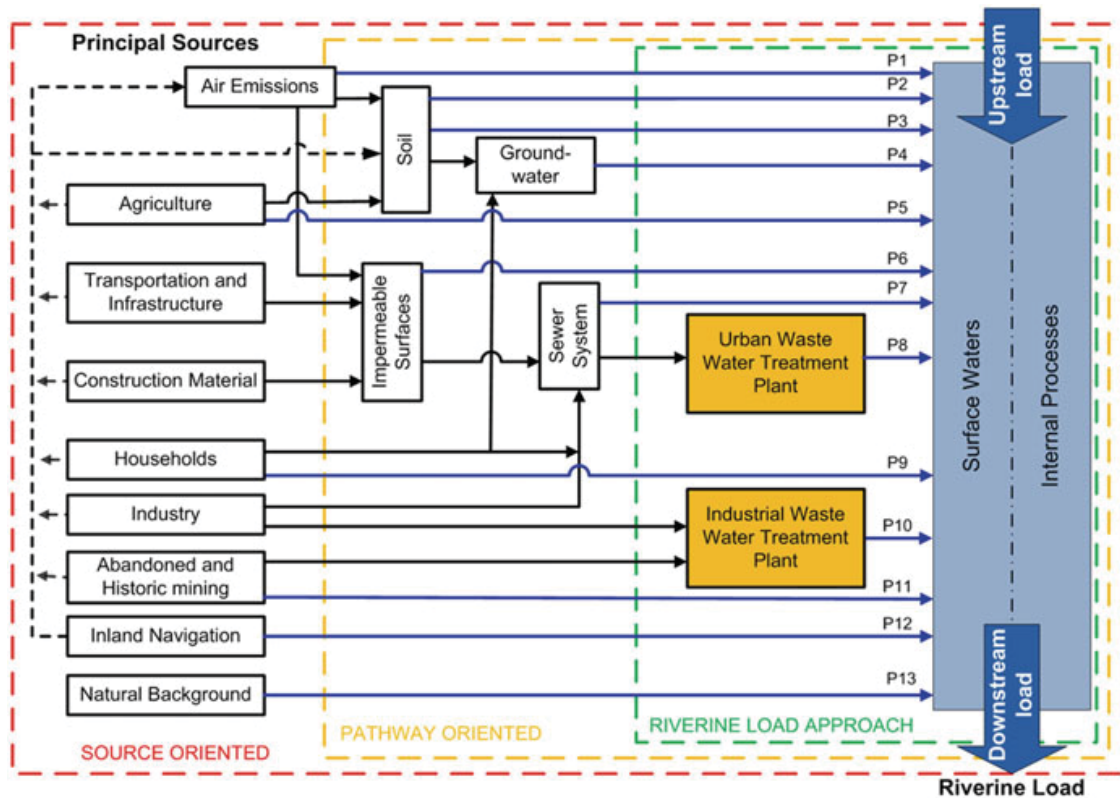 Principal Sources
Air Emissions
Agriculture
Transportation and
Infrastructure
Construction Material
Households
Industry
Abandoned and
Historic mining
Inland Navigation
Natural Background
SOURCE ORIENTED
Soil
Ground-
water
Impermeable
Surfaces
Sewer
System
PATHWAY ORIENTED
Urban Waste
Water Treatment
Plant
Industrial Waste
Water Treatment
Plant
RIVERINE LOAD APPROACH
P1
P2
P3
P4
P5
P6
P7
P8
P9
P10
P11
P12
P13
Upstream
load
Surface Waters
Internal Processes
Downstream
load
Riverine Load